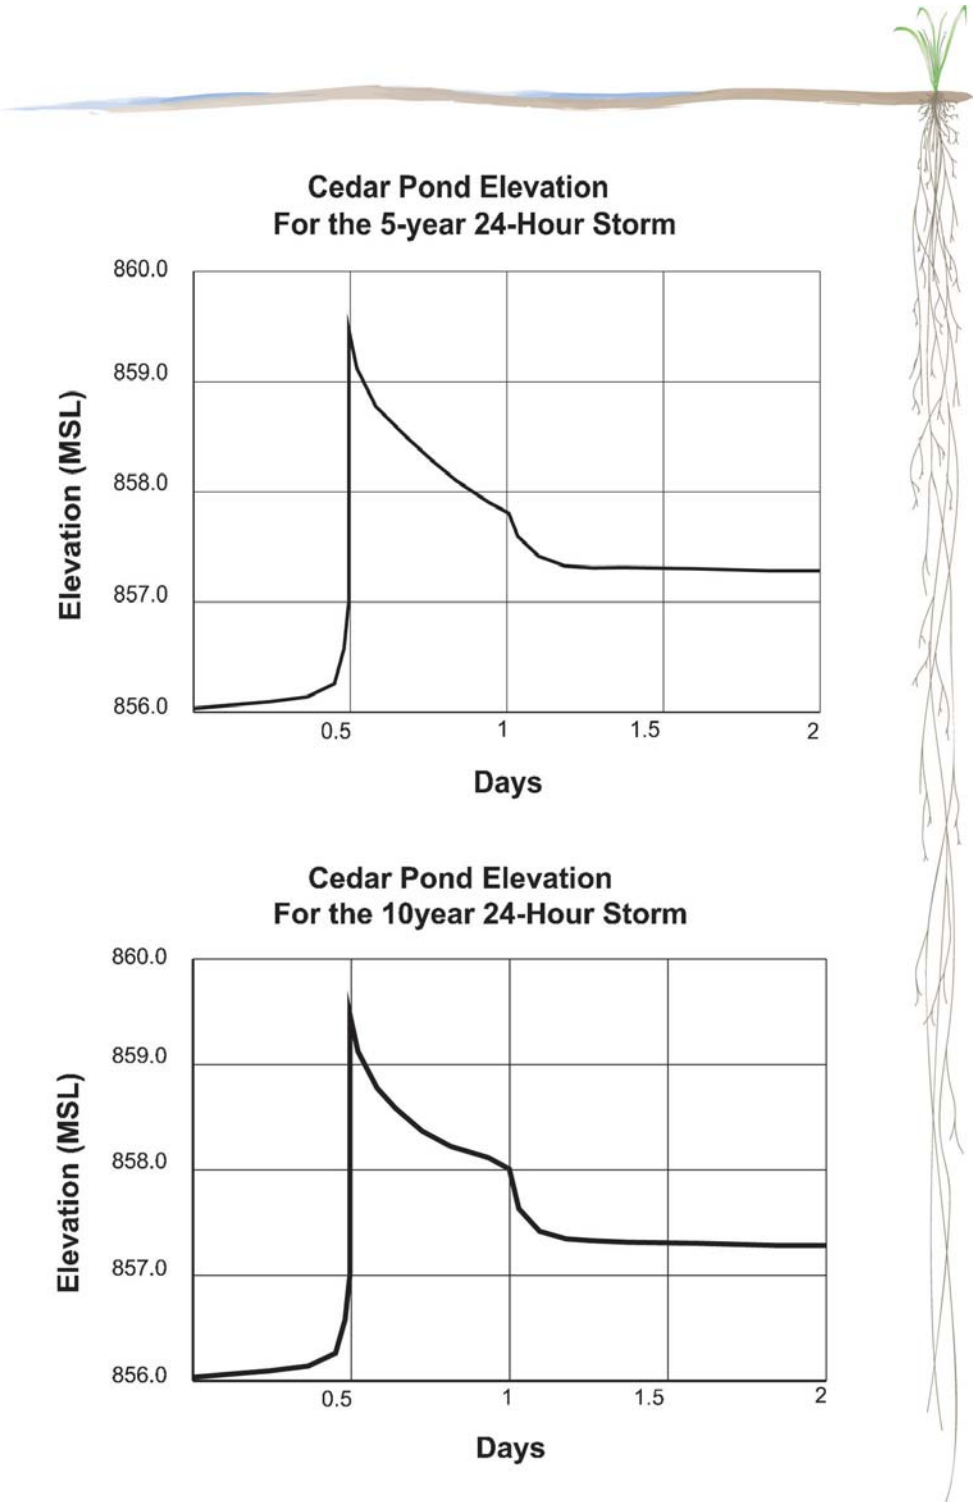 Cedar Pond Elevation
For the 5-year 24-Hour Storm
860.0
859.0
858.0
857.0
856.0
Elevation (MSL)
0.5 1 1.5 2
Days
Cedar Pond Elevation
For the 10year 24-Hour Storm
860.0
859.0
858.0
857.0
856.0
Elevation (MSL)
0.5 1 1.5 2
Days